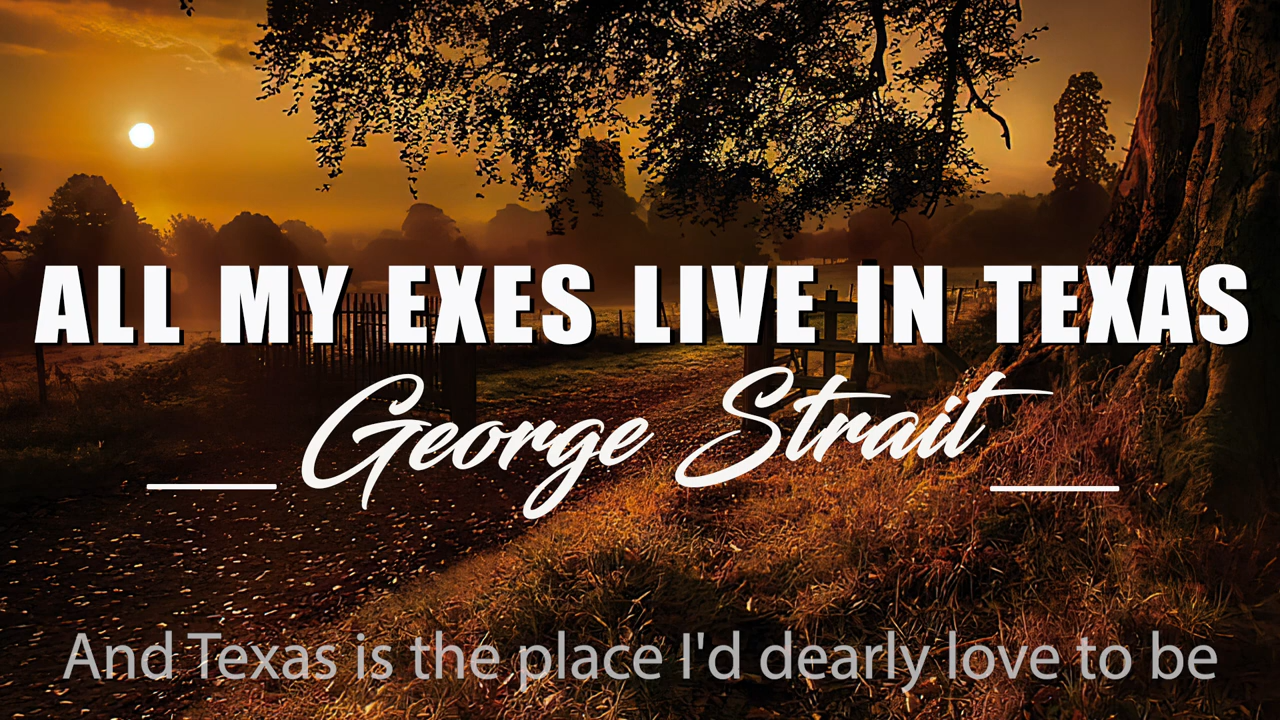 ALL MY EXES LIVE IN TEXAS
George Strait
And Texas is the place I'd dearly love to be